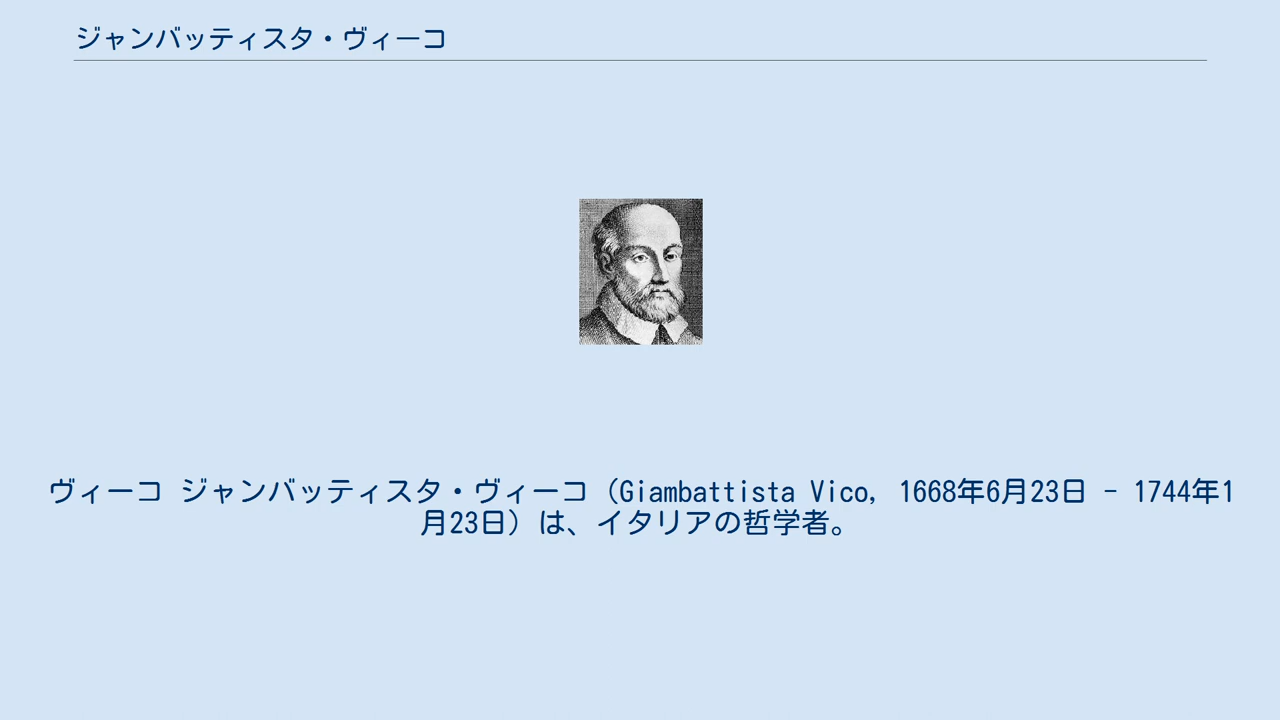 ジャンバッティスタ・ヴィーコ
ヴィーコ ジャンバッティスタ・ヴィーコ（Giambattista Vico, 1668年6月23日 - 1744年1
月23日）は、イタリアの哲学者。